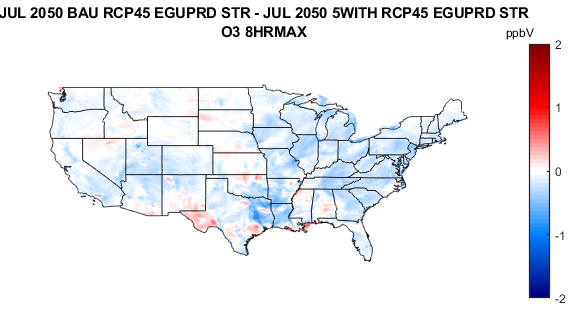 JUL 2050 BAU RCP45 EGUPRD STR - JUL 2050 5WITH RCP45 EGUPRD STR
O3 8HRMAX
ppbV
2
1
0
-1
-2